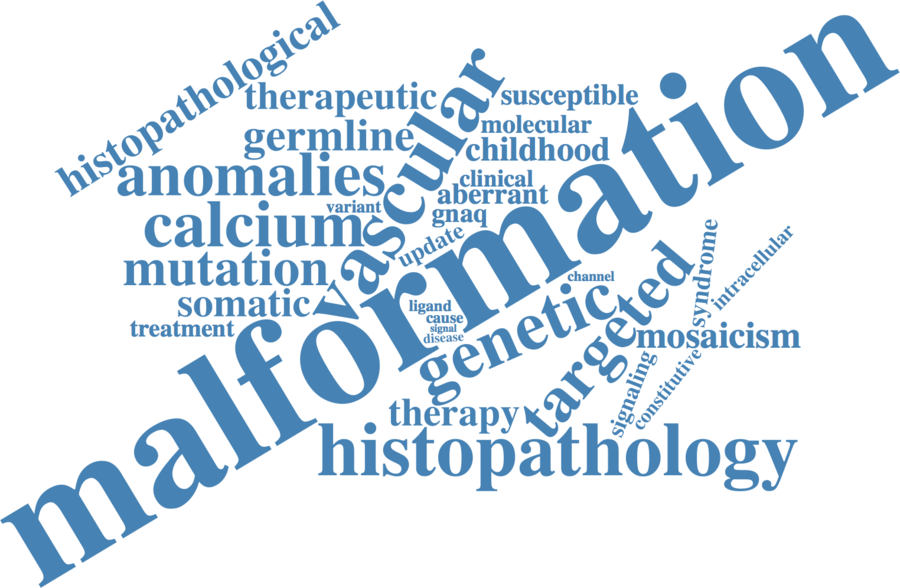 histopathological
therapeutic
susceptible
vascular
malformation
germline
molecular
childhood
anomalies
clinical
aberrant
variant
gnaq
calcium
update
mutation
channel
syndrome
intracellular
somatic
ligand
genetic
targeted
treatment
cause
signal
disease
mosaicism
signaling
constitutive
therapy
histopathology